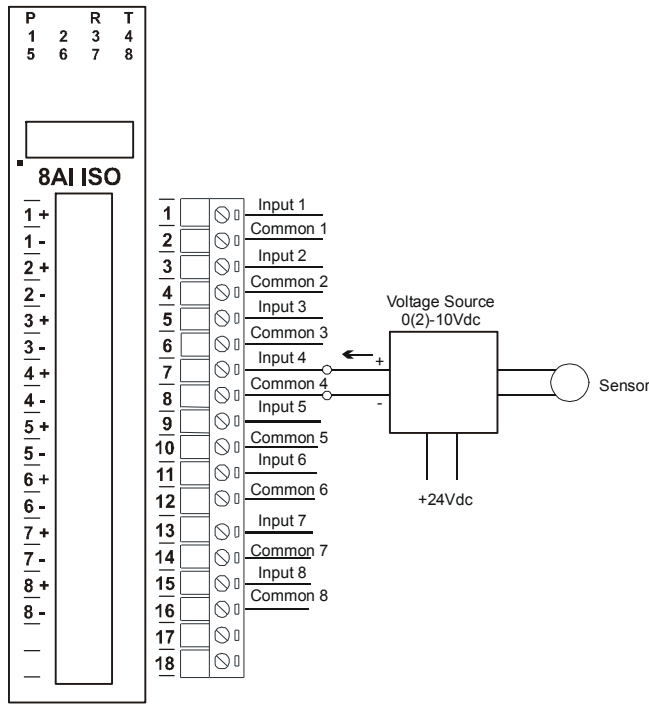 P R T
1 2 3 4
5 6 7 8
8AI ISO
1 +
1 -
2 +
2 -
3 +
3 -
4 +
4 -
5 +
5 -
6 +
6 -
7 +
7 -
8 +
8 -
1 Input 1
2 Common 1
3 Input 2
4 Common 2
5 Input 3
6 Common 3
7 Input 4
8 Common 4
9 Input 5
10 Common 5
11 Input 6
12 Common 6
13 Input 7
14 Common 7
15 Input 8
16 Common 8
17
18
Voltage Source
0(2)-10Vdc
+
-
Sensor
+24Vdc